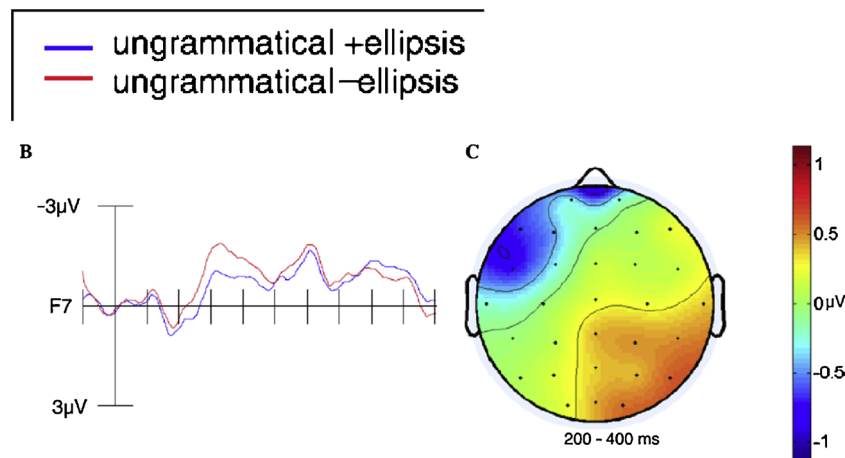 ungrammatical +ellipsis
ungrammatical–ellipsis
B
-3µV
F7
3µV
C
200 - 400 ms
1
0.5
0µV
-0.5
-1